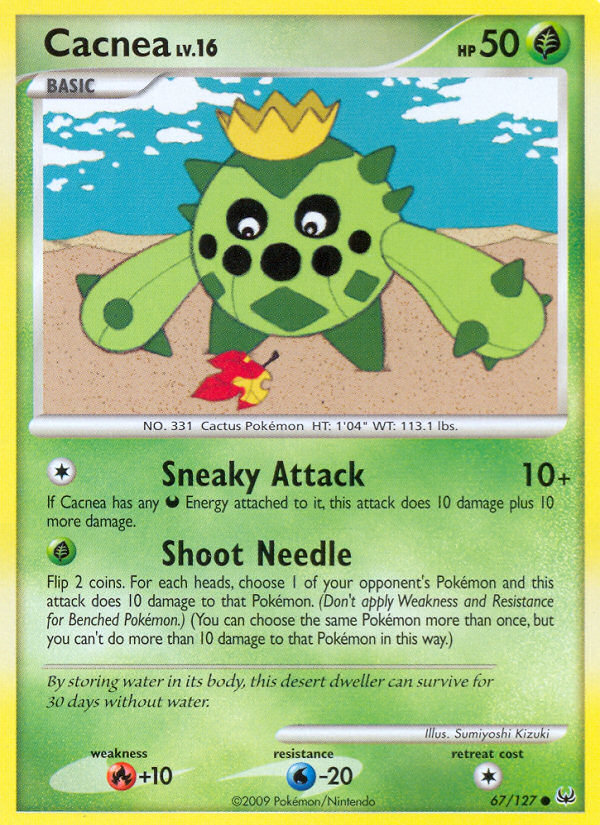 Cacnea LV.16
HP 50
BASIC
NO. 331 Cactus Pokémon HT: 1'04" WT: 113.1 lbs.
Sneaky Attack 10+
If Cacnea has any Energy attached to it, this attack does 10 damage plus 10
more damage.
Shoot Needle
Flip 2 coins. For each heads, choose 1 of your opponent's Pokémon and this
attack does 10 damage to that Pokémon. (Don't apply Weakness and Resistance
for Benched Pokémon.) (You can choose the same Pokémon more than once, but
you can't do more than 10 damage to that Pokémon in this way.)
By storing water in its body, this desert dweller can survive for
30 days without water.
Illus. Sumiyoshi Kizuki
weakness resistance retreat cost
+10 -20
©2009 Pokémon/Nintendo 67/127